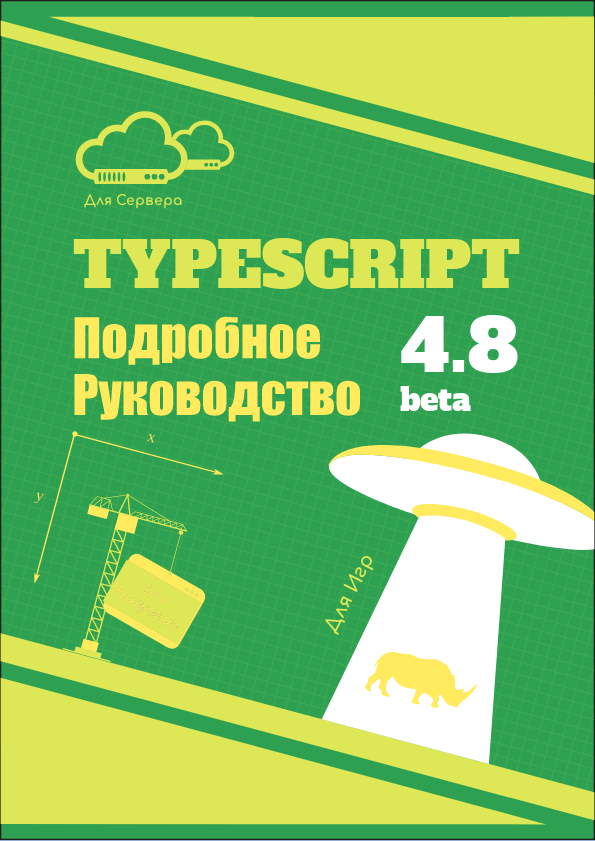 Для Сервера
TYPESCRIPT
Подробное
Руководство
4.8
beta
x
y
Для Игр